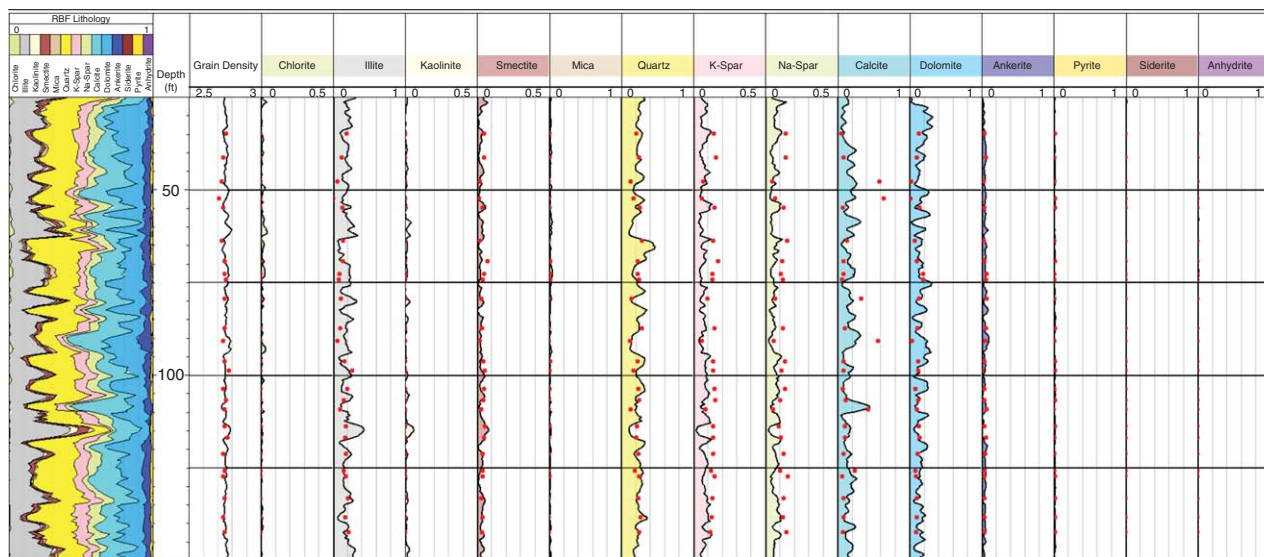 RBF Lithology
0 1
Chlorite
Illite
Kaolinite
Smectite
Mica
Quartz
K-Spar
Na-Spar
Calcite
Dolomite
Ankerite
Siderite
Pyrite
Anhydrite
Depth
(ft)
Grain Density Chlorite Illite Kaolinite Smectite Mica Quartz K-Spar Na-Spar Calcite Dolomite Ankerite Pyrite Siderite Anhydrite
2.5 3 0 0.5 0 1 0 0.5 0 0.5 0 1 0 1 0 0.5 0 0.5 0 1 0 1 0 1 0 1 0 1 0 1
50
100